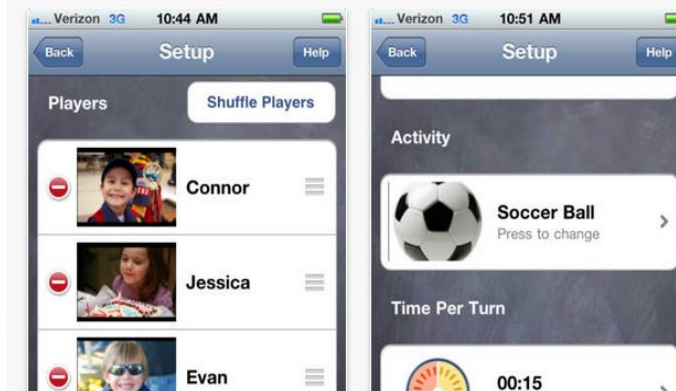 Verizon 3G 10:44 AM
Back Setup Help
Players Shuffle Players
Connor
Jessica
Evan
Verizon 3G 10:51 AM
Back Setup Help
Activity
Soccer Ball
Press to change
Time Per Turn
00:15